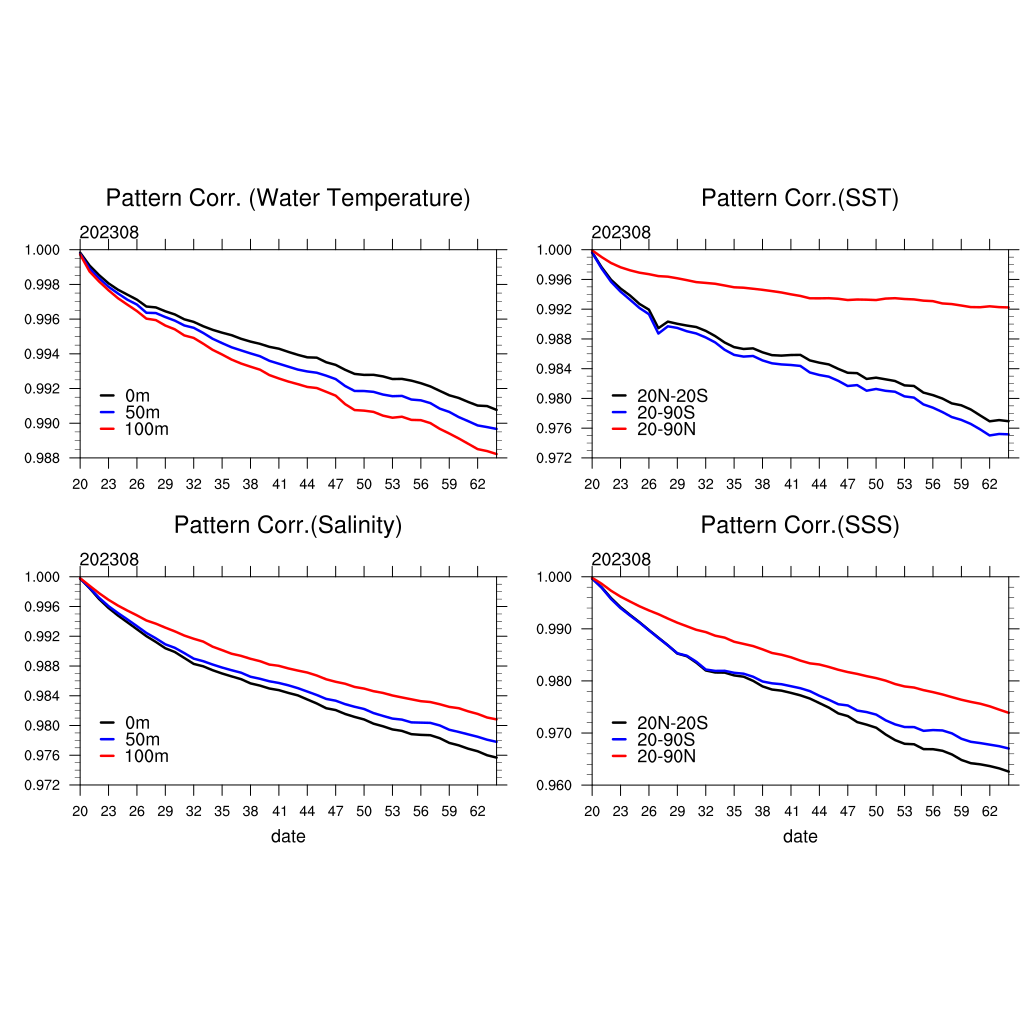 Pattern Corr. (Water Temperature)
202308
1.000
0.998
0.996
0.994
0.992
0.990
0.988
0m
50m
100m
20 23 26 29 32 35 38 41 44 47 50 53 56 59 62
Pattern Corr.(SST)
202308
1.000
0.996
0.992
0.988
0.984
0.980
0.976
0.972
20N-20S
20-90S
20-90N
20 23 26 29 32 35 38 41 44 47 50 53 56 59 62
Pattern Corr.(Salinity)
202308
1.000
0.996
0.992
0.988
0.984
0.980
0.976
0.972
0m
50m
100m
20 23 26 29 32 35 38 41 44 47 50 53 56 59 62
date
Pattern Corr.(SSS)
202308
1.000
0.990
0.980
0.970
0.960
20N-20S
20-90S
20-90N
20 23 26 29 32 35 38 41 44 47 50 53 56 59 62
date